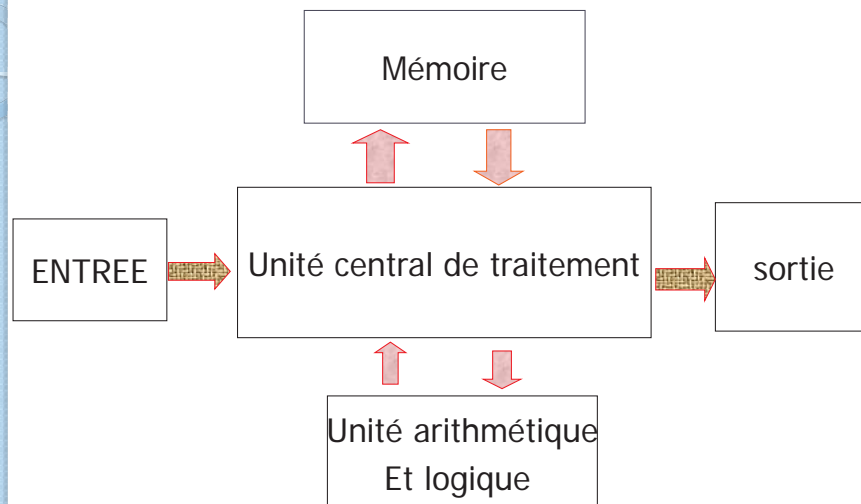 Mémoire
ENTREE
Unité central de traitement
sortie
Unité arithmétique
Et logique